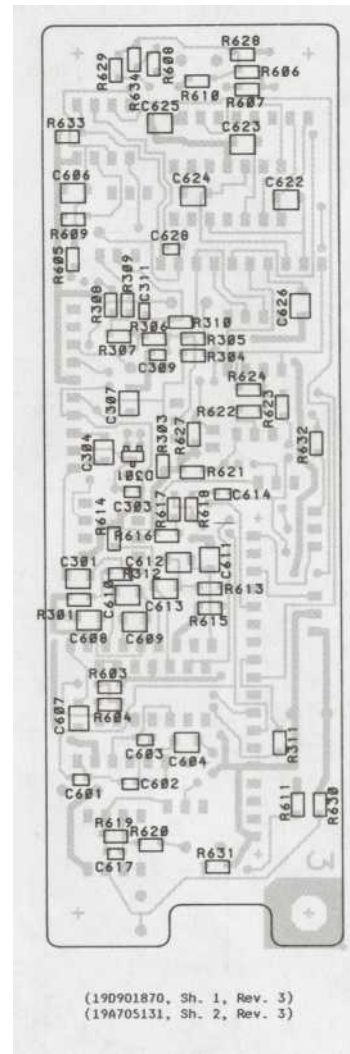 R628
R629
R634
R608
R606
R610
R607
C625
R633
C623
C606
C624
C622
R609
C628
R605
R308
R309
C311
C626
R310
R306
R307
R305
C309
R304
R624
C307
R622
R623
R627
R632
C304
R303
D301
R621
C303
R617
R618
C614
R614
R616
C301
R312
C612
C611
C610
C613
R613
R301
R615
C608
C609
R603
C607
R604
C603
C604
R311
C601
C602
R611
R630
R619
R620
C617
R631
3
(19D901870, Sh. 1, Rev. 3)
(19A705131, Sh. 2, Rev. 3)